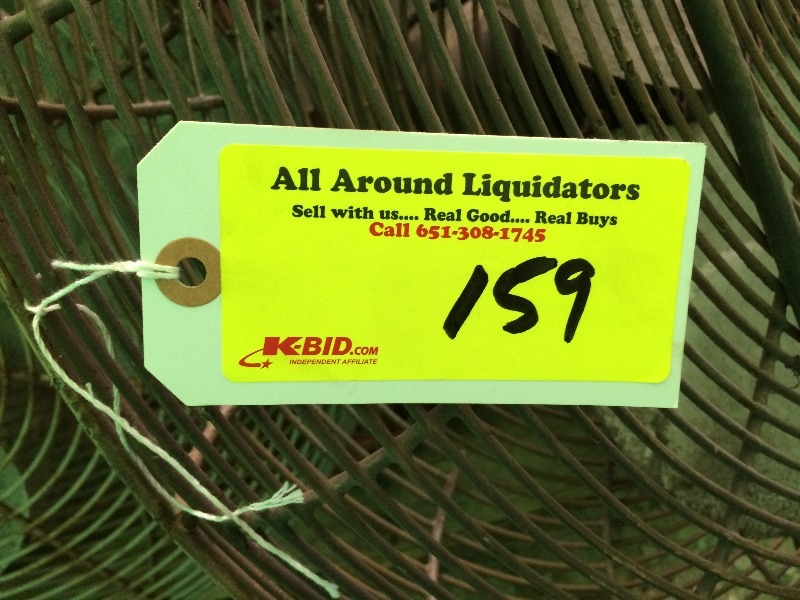 All Around Liquidators
Sell with us.... Real Good.... Real Buys
Call 651-308-1745
159
K-BID.COM
INDEPENDENT AFFILIATE